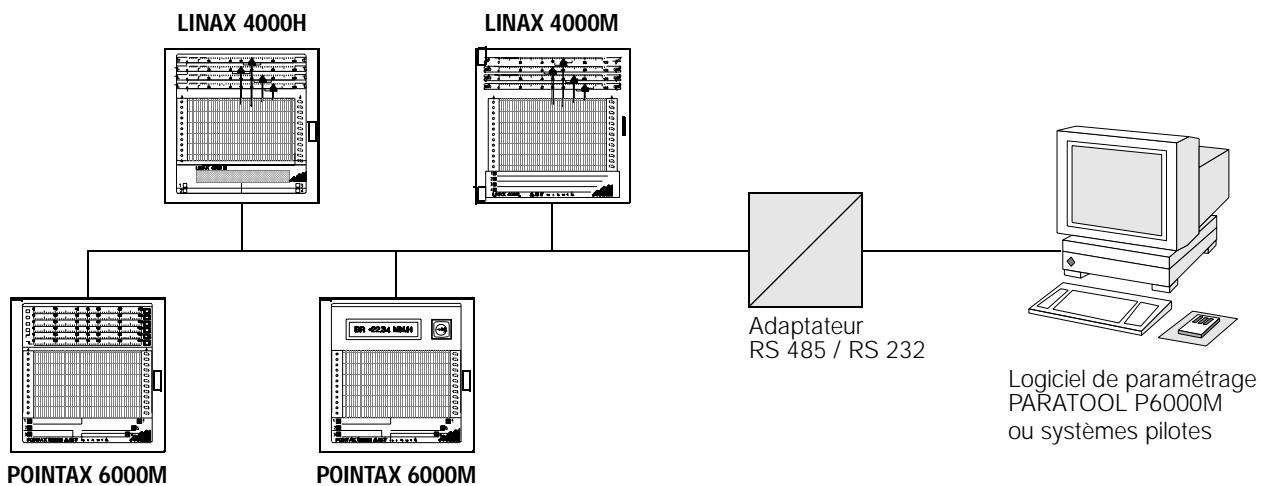 LINAX 4000H
LINAX 4000M
Adaptateur
RS 485 / RS 232
Logiciel de paramétrage
PARATOOL P6000M
ou systèmes pilotes
POINTAX 6000M
POINTAX 6000M